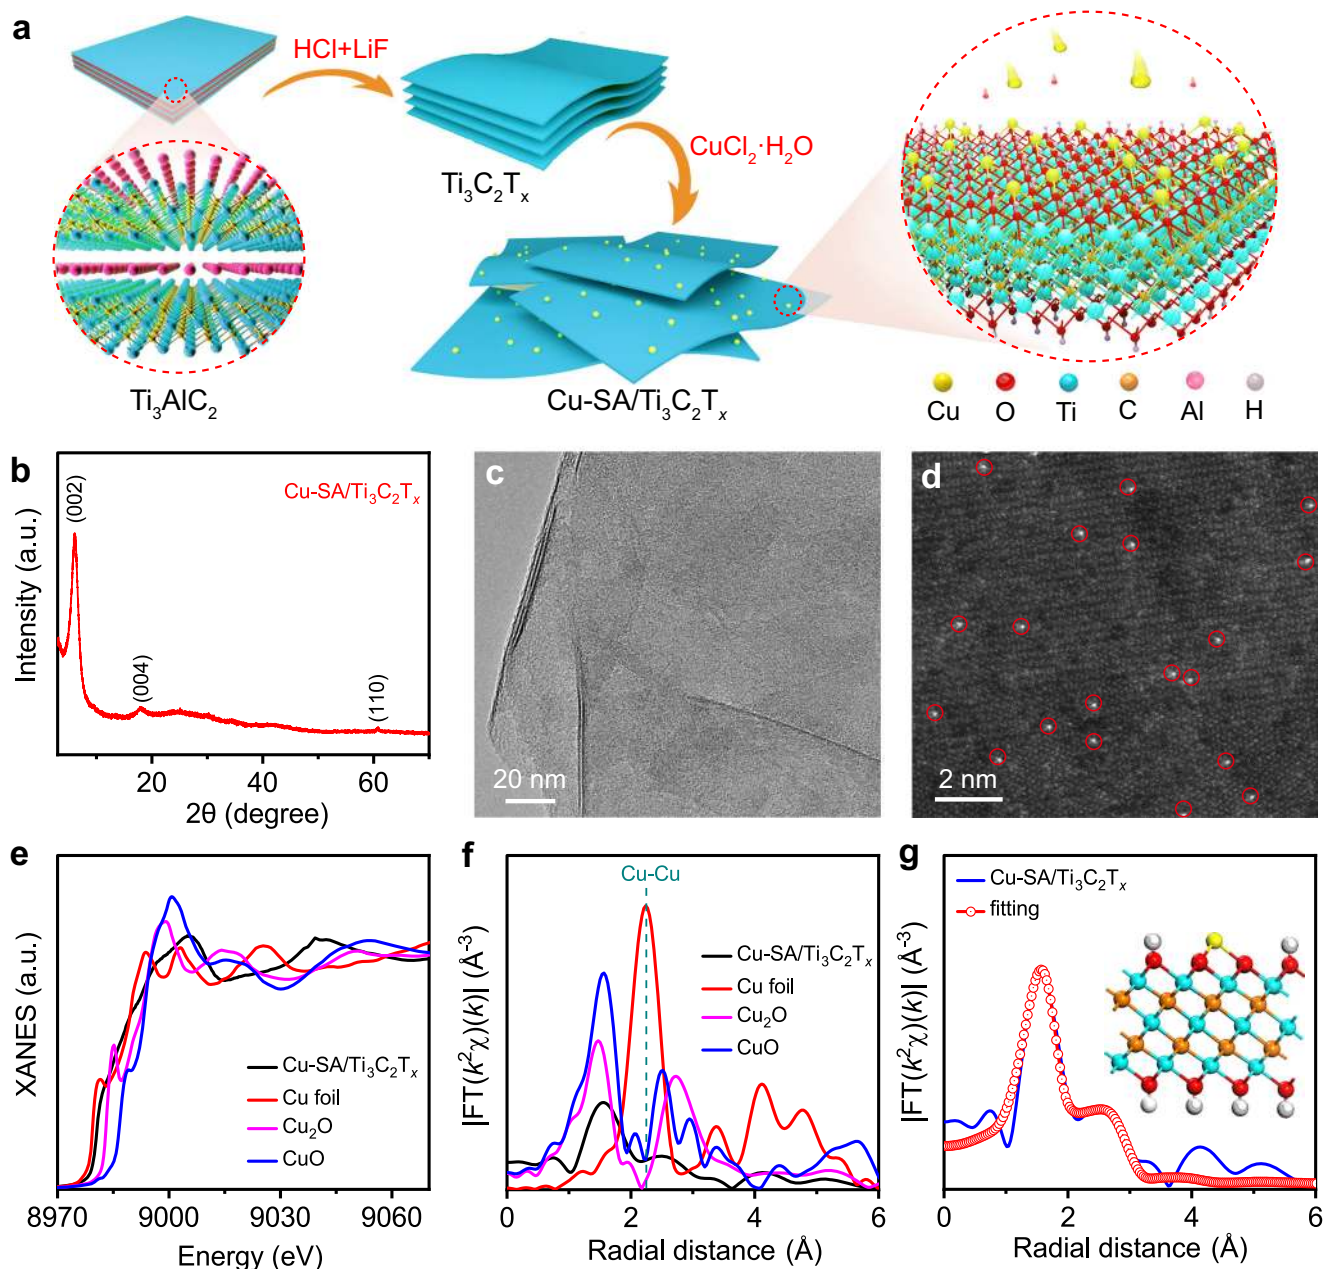 a
HCl+LiF
Ti₃C₂Tₓ
CuCl₂·H₂O
Ti₃AlC₂
Cu-SA/Ti₃C₂Tₓ
Cu O Ti C Al H
b
Cu-SA/Ti₃C₂Tₓ
(002)
(004)
(110)
Intensity (a.u.)
20 40 60
2θ (degree)
c
20 nm
d
2 nm
e
XANES (a.u.)
Cu-SA/Ti₃C₂Tₓ
Cu foil
Cu₂O
CuO
8970 9000 9030 9060
Energy (eV)
f
Cu-Cu
|FT(k²χ)(k)| (Å⁻³)
Cu-SA/Ti₃C₂Tₓ
Cu foil
Cu₂O
CuO
0 2 4 6
Radial distance (Å)
g
Cu-SA/Ti₃C₂Tₓ
fitting
|FT(k²χ)(k)| (Å⁻³)
0 2 4 6
Radial distance (Å)